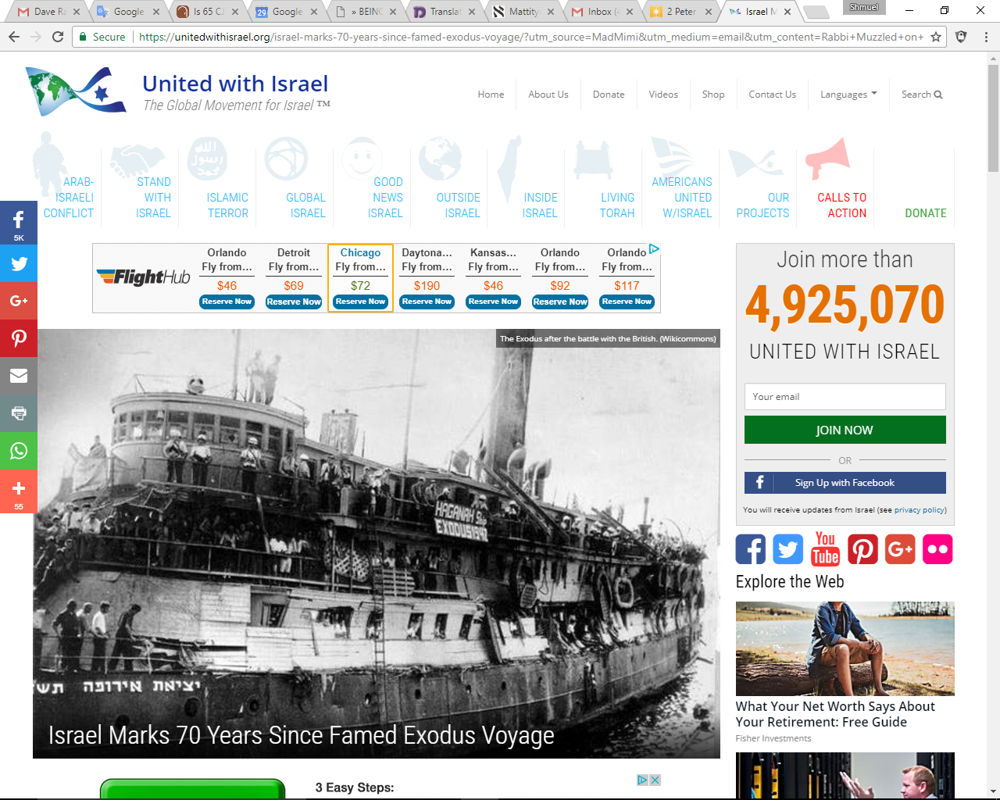 Dave Ra
Google
Is 65 CJ
Google
» BEING
Translat
Mattity
Inbox (4
2 Peter
Israel M
Shmuel
Secure
https://unitedwithisrael.org/israel-marks-70-years-since-famed-exodus-voyage/?utm_source=MadMimi&utm_medium=email&utm_content=Rabbi+Muzzled+on+
United with Israel
The Global Movement for Israel ™
Home
About Us
Donate
Videos
Shop
Contact Us
Languages
Search
ARAB-
ISRAELI
CONFLICT
STAND
WITH
ISRAEL
ISLAMIC
TERROR
GLOBAL
ISRAEL
GOOD
NEWS
ISRAEL
OUTSIDE
ISRAEL
INSIDE
ISRAEL
LIVING
TORAH
AMERICANS
UNITED
W/ISRAEL
OUR
PROJECTS
CALLS TO
ACTION
DONATE
5K
55
FlightHub
Orlando
Fly from...
$46
Reserve Now
Detroit
Fly from...
$69
Reserve Now
Chicago
Fly from...
$72
Reserve Now
Daytona...
Fly from...
$190
Reserve Now
Kansas...
Fly from...
$46
Reserve Now
Orlando
Fly from...
$92
Reserve Now
Orlando
Fly from...
$117
Reserve Now
The Exodus after the battle with the British. (Wikicommons)
HAGANAH Ship
EXODUS 1947
יציאת אירופה תש
Israel Marks 70 Years Since Famed Exodus Voyage
3 Easy Steps:
Join more than
4,925,070
UNITED WITH ISRAEL
Your email
JOIN NOW
OR
Sign Up with Facebook
You will receive updates from Israel (see privacy policy)
You
Tube
Explore the Web
What Your Net Worth Says About
Your Retirement: Free Guide
Fisher Investments